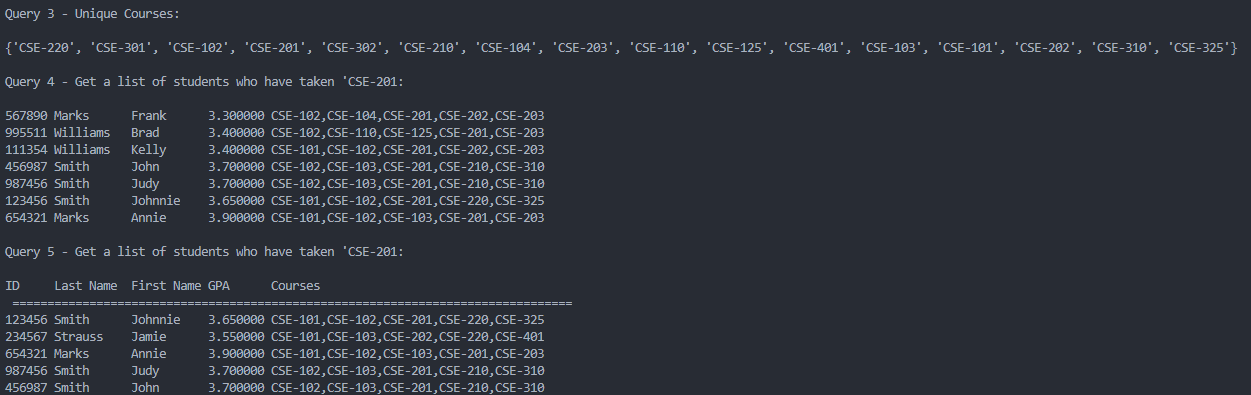 Query 3 - Unique Courses:
{'CSE-220', 'CSE-301', 'CSE-102', 'CSE-201', 'CSE-302', 'CSE-210', 'CSE-104', 'CSE-203', 'CSE-110', 'CSE-125', 'CSE-401', 'CSE-103', 'CSE-101', 'CSE-202', 'CSE-310', 'CSE-325'}
Query 4 - Get a list of students who have taken 'CSE-201:
567890 Marks      Frank      3.300000 CSE-102,CSE-104,CSE-201,CSE-202,CSE-203
995511 Williams   Brad       3.400000 CSE-102,CSE-110,CSE-125,CSE-201,CSE-203
111354 Williams   Kelly      3.400000 CSE-101,CSE-102,CSE-201,CSE-202,CSE-203
456987 Smith      John       3.700000 CSE-102,CSE-103,CSE-201,CSE-210,CSE-310
987456 Smith      Judy       3.700000 CSE-102,CSE-103,CSE-201,CSE-210,CSE-310
123456 Smith      Johnnie    3.650000 CSE-101,CSE-102,CSE-201,CSE-220,CSE-325
654321 Marks      Annie      3.900000 CSE-101,CSE-102,CSE-103,CSE-201,CSE-203
Query 5 - Get a list of students who have taken 'CSE-201:
ID     Last Name  First Name GPA      Courses
================================================================================
123456 Smith      Johnnie    3.650000 CSE-101,CSE-102,CSE-201,CSE-220,CSE-325
234567 Strauss    Jamie      3.550000 CSE-101,CSE-103,CSE-202,CSE-220,CSE-401
654321 Marks      Annie      3.900000 CSE-101,CSE-102,CSE-103,CSE-201,CSE-203
987456 Smith      Judy       3.700000 CSE-102,CSE-103,CSE-201,CSE-210,CSE-310
456987 Smith      John       3.700000 CSE-102,CSE-103,CSE-201,CSE-210,CSE-310